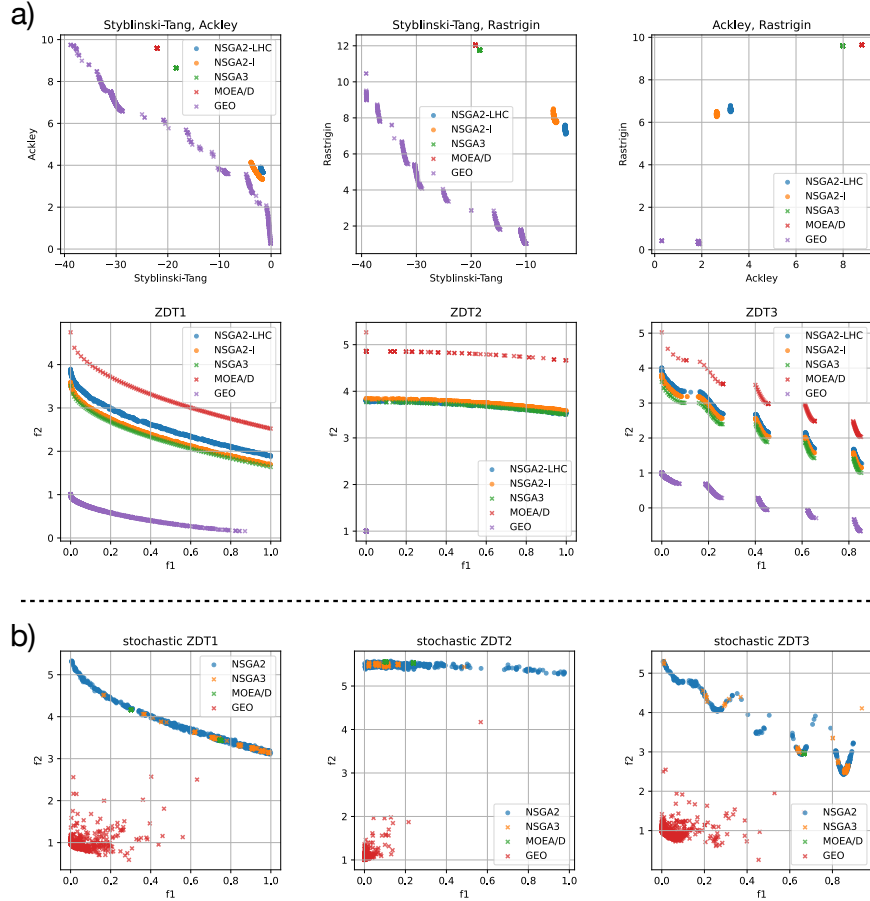 a)
Styblinski-Tang, Ackley
10
8
6
4
2
0
−40
−30
−20
−10
0
Ackley
Styblinski-Tang
NSGA2-LHC
NSGA2-I
NSGA3
MOEA/D
GEO
Styblinski-Tang, Rastrigin
12
10
8
6
4
2
−40
−30
−20
−10
0
Rastrigin
Styblinski-Tang
NSGA2-LHC
NSGA2-I
NSGA3
MOEA/D
GEO
Ackley, Rastrigin
10
8
6
4
2
0
0
2
4
6
8
Rastrigin
Ackley
NSGA2-LHC
NSGA2-I
NSGA3
MOEA/D
GEO
ZDT1
5
4
3
2
1
0
0.0
0.2
0.4
0.6
0.8
1.0
f2
f1
NSGA2-LHC
NSGA2-I
NSGA3
MOEA/D
GEO
ZDT2
5
4
3
2
1
0.0
0.2
0.4
0.6
0.8
1.0
f2
f1
NSGA2-LHC
NSGA2-I
NSGA3
MOEA/D
GEO
ZDT3
5
4
3
2
1
0
0.0
0.2
0.4
0.6
0.8
f2
f1
NSGA2-LHC
NSGA2-I
NSGA3
MOEA/D
GEO
b)
stochastic ZDT1
5
4
3
2
1
0.0
0.2
0.4
0.6
0.8
1.0
f2
f1
NSGA2
NSGA3
MOEA/D
GEO
stochastic ZDT2
5
4
3
2
1
0.0
0.2
0.4
0.6
0.8
1.0
f2
f1
NSGA2
NSGA3
MOEA/D
GEO
stochastic ZDT3
5
4
3
2
1
0
0.0
0.2
0.4
0.6
0.8
1.0
f2
f1
NSGA2
NSGA3
MOEA/D
GEO